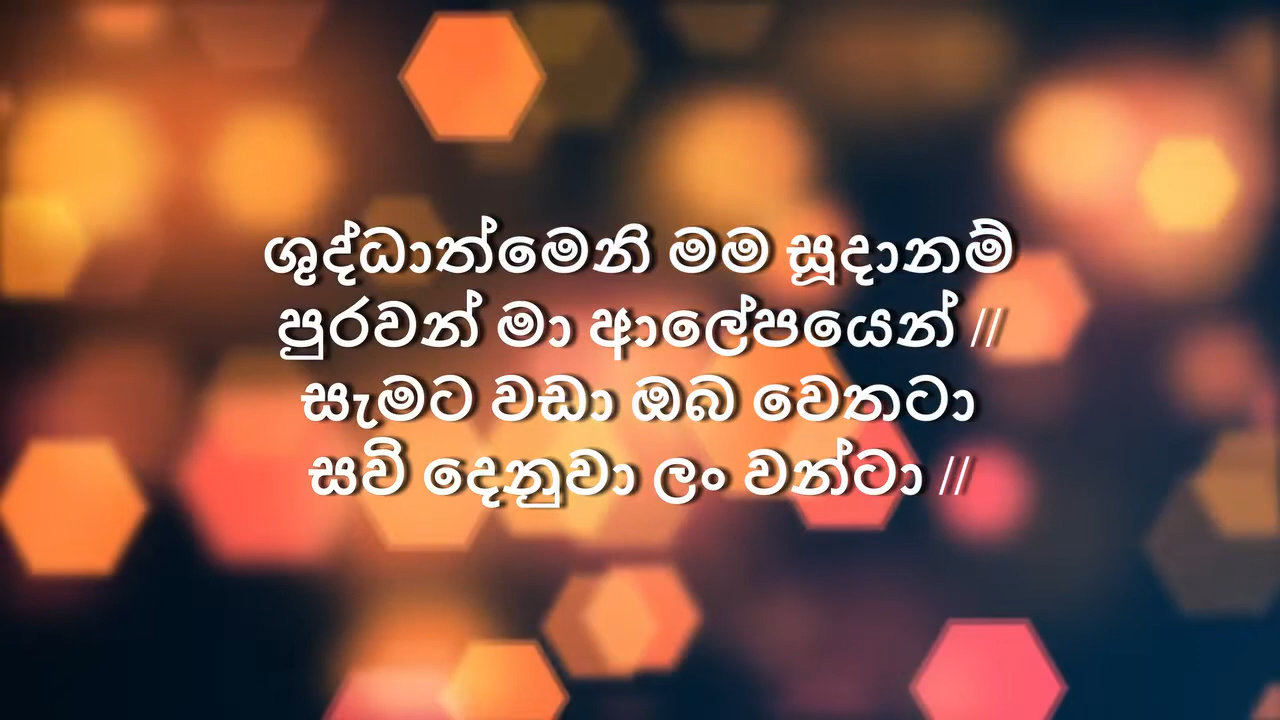 ශුද්ධාත්මෙනි මම සූදානම්
පුරවන් මා ආලේපයෙන් //
සැමට වඩා ඔබ වෙතටා
සවි දෙනුවා ලං වන්ටා //